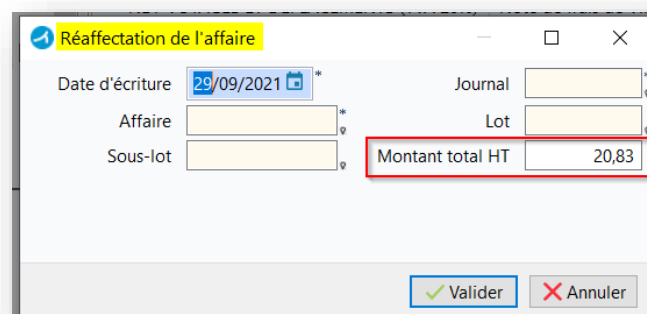 Réaffectation de l'affaire
Date d'écriture 29/09/2021 * Journal *
Affaire * Lot
Sous-lot Montant total HT 20,83
Valider Annuler